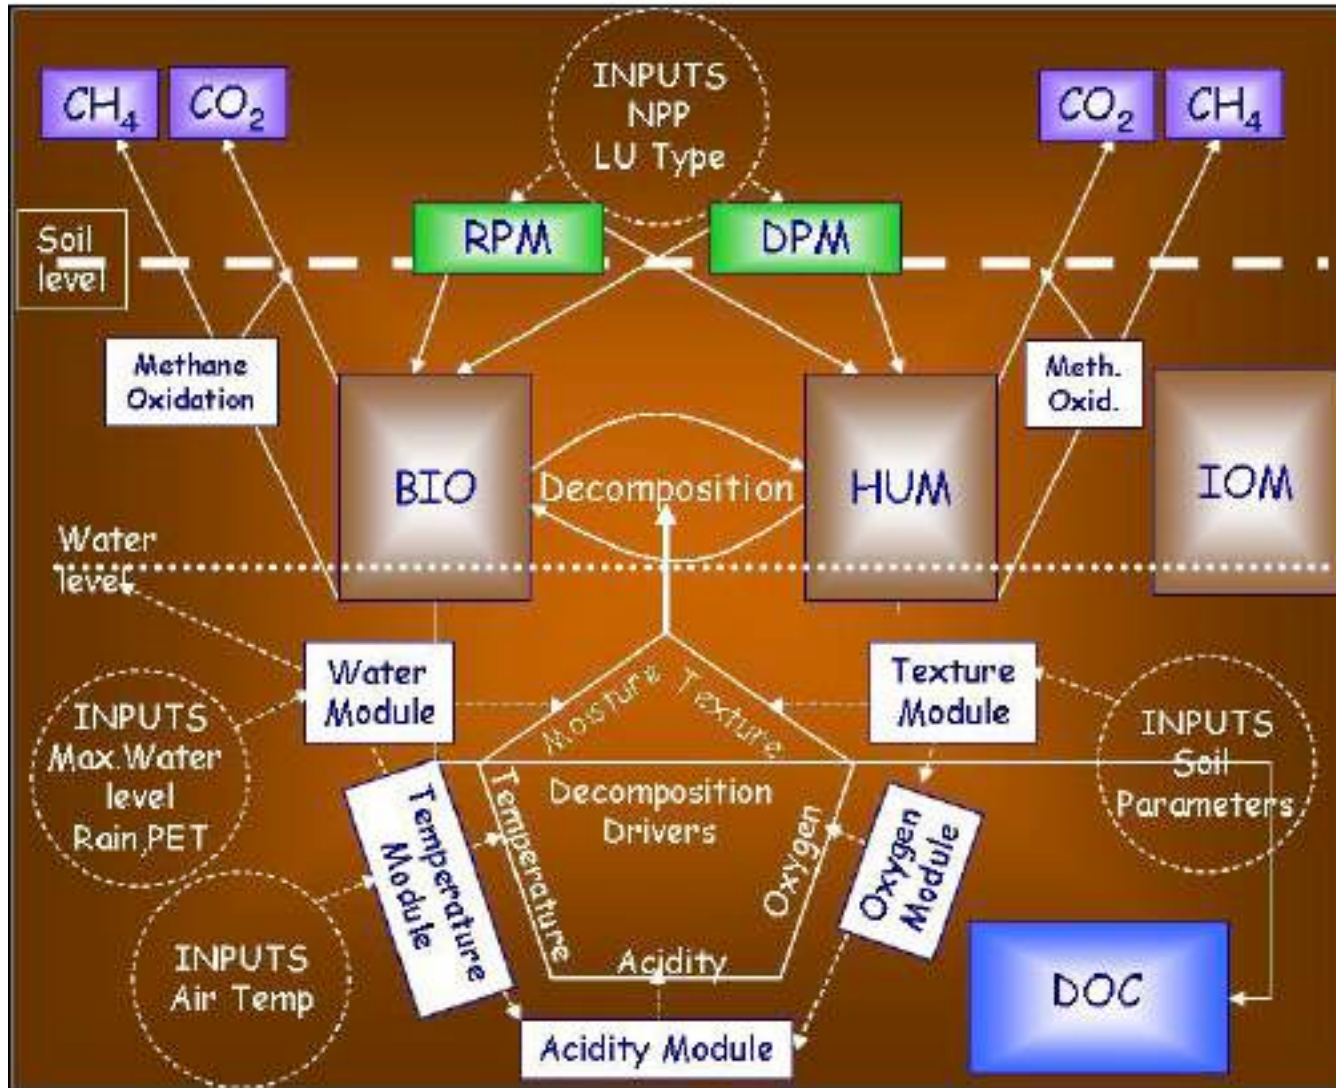 CH₄
CO₂
INPUTS
NPP
LU Type
CO₂
CH₄
RPM
DPM
Soil
level
Methane
Oxidation
Meth.
Oxid.
BIO
Decomposition
HUM
IOM
Water
level
Water
Module
Moisture
Texture
Texture
Module
INPUTS
Max.Water
level
Rain,PET
INPUTS
Soil
Parameters
Temperature
Module
Temperature
Decomposition
Drivers
Oxygen
Oxygen
Module
INPUTS
Air Temp
Acidity
Acidity Module
DOC